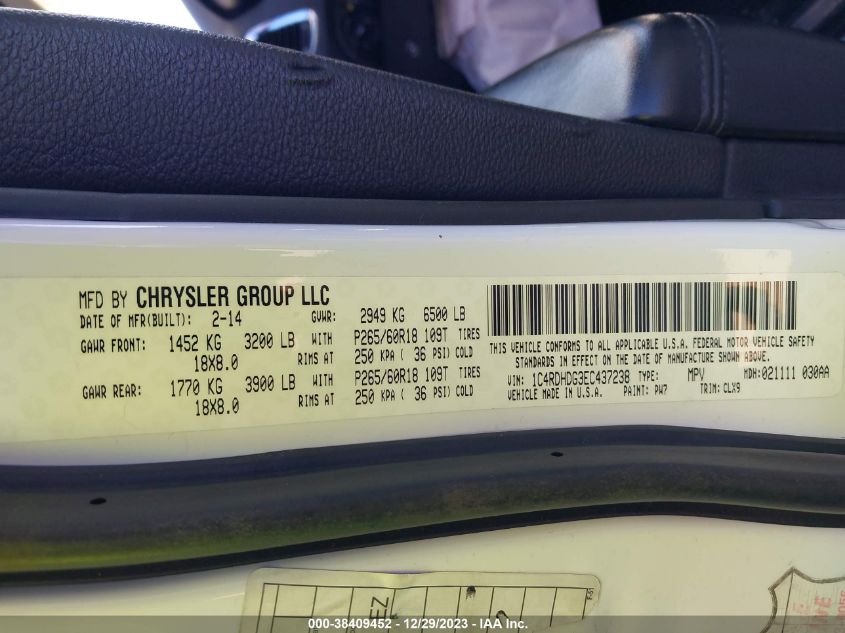 MFD BY CHRYSLER GROUP LLC
DATE OF MFR(BUILT): 2-14 GVWR: 2949 KG 6500 LB
GAWR FRONT: 1452 KG 3200 LB WITH P265/60R18 109T TIRES
18X8.0 RIMS AT 250 KPA ( 36 PSI) COLD
GAWR REAR: 1770 KG 3900 LB WITH P265/60R18 109T TIRES
18X8.0 RIMS AT 250 KPA ( 36 PSI) COLD
THIS VEHICLE CONFORMS TO ALL APPLICABLE U.S.A. FEDERAL MOTOR VEHICLE SAFETY
STANDARDS IN EFFECT ON THE DATE OF MANUFACTURE SHOWN ABOVE.
VIN: 1C4RDHDG3EC437238 TYPE: MPV MDH: 021111 030AA
VEHICLE MADE IN U.S.A. PAINT: PW7 TRIM: CLX9
EZ
000-38409452 - 12/29/2023 - IAA Inc.